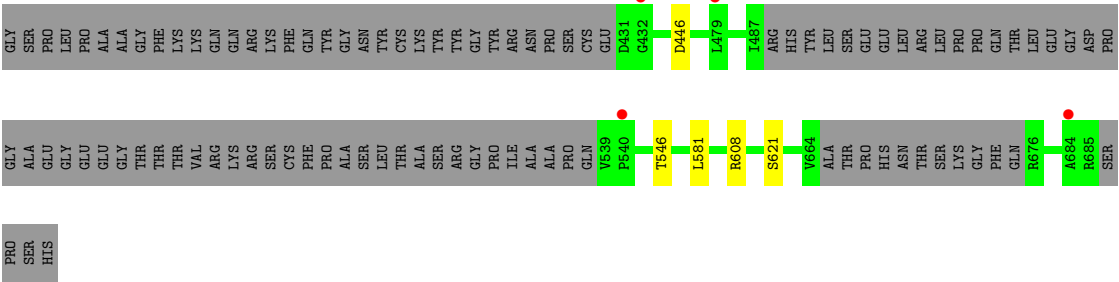 GLY SER PRO LEU PRO ALA ALA GLY PHE LYS LYS GLN GLN ARG LYS PHE GLN TYR GLY ASN TYR CYS LYS TYR TYR GLY TYR ARG ASN PRO SER CYS GLU D431 G432 D446 L479 I487 ARG HIS TYR LEU SER GLU GLU LEU ARG LEU PRO PRO GLN THR LEU GLU GLY ASP PRO
GLY ALA GLU GLY GLU GLU GLY THR THR THR VAL ARG LYS ARG SER CYS PHE PRO ALA SER LEU THR ALA SER ARG GLY PRO ILE ALA ALA PRO GLN V539 P540 T546 L581 R608 S621 V664 ALA THR PRO HIS ASN THR SER LYS GLY PHE GLN R676 A684 R685 SER
PRO SER HIS